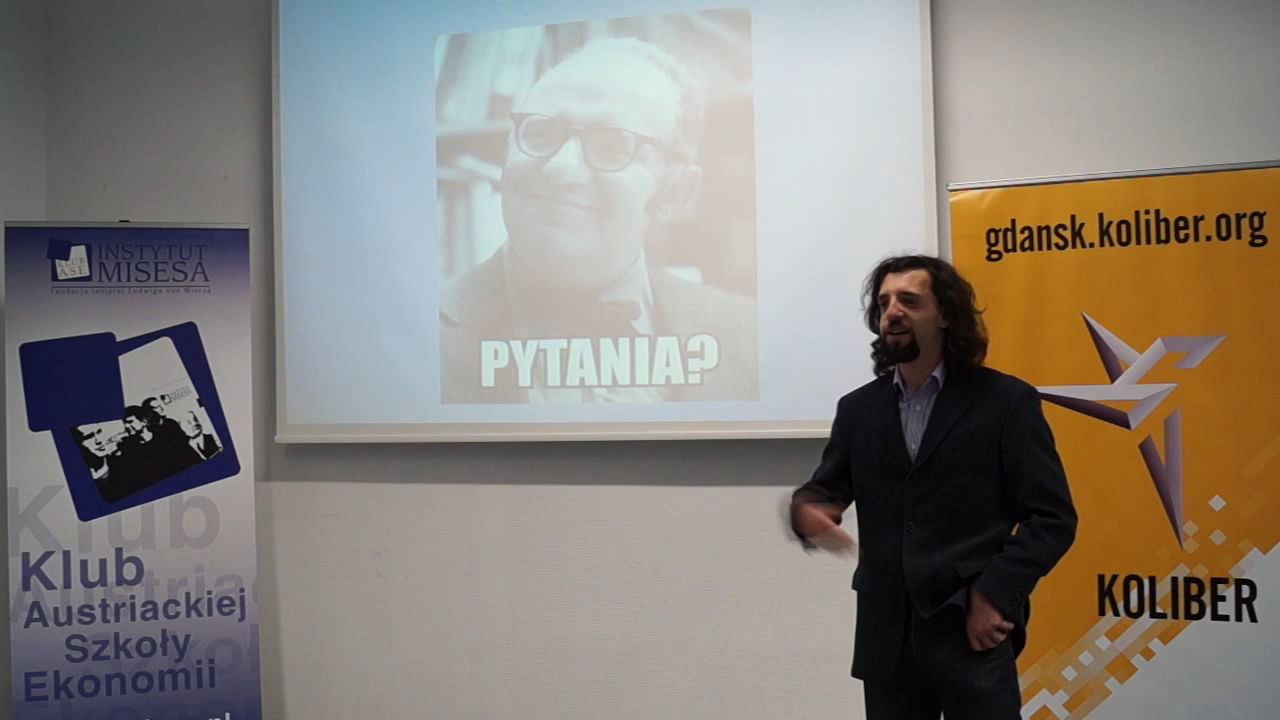 KLUB
ASE
INSTYTUT
MISESA
Fundacja Instytut Ludwiga von Misesa
Klub
Austriackiej
Szkoły
Ekonomii
PYTANIA?
gdansk.koliber.org
KOLIBER